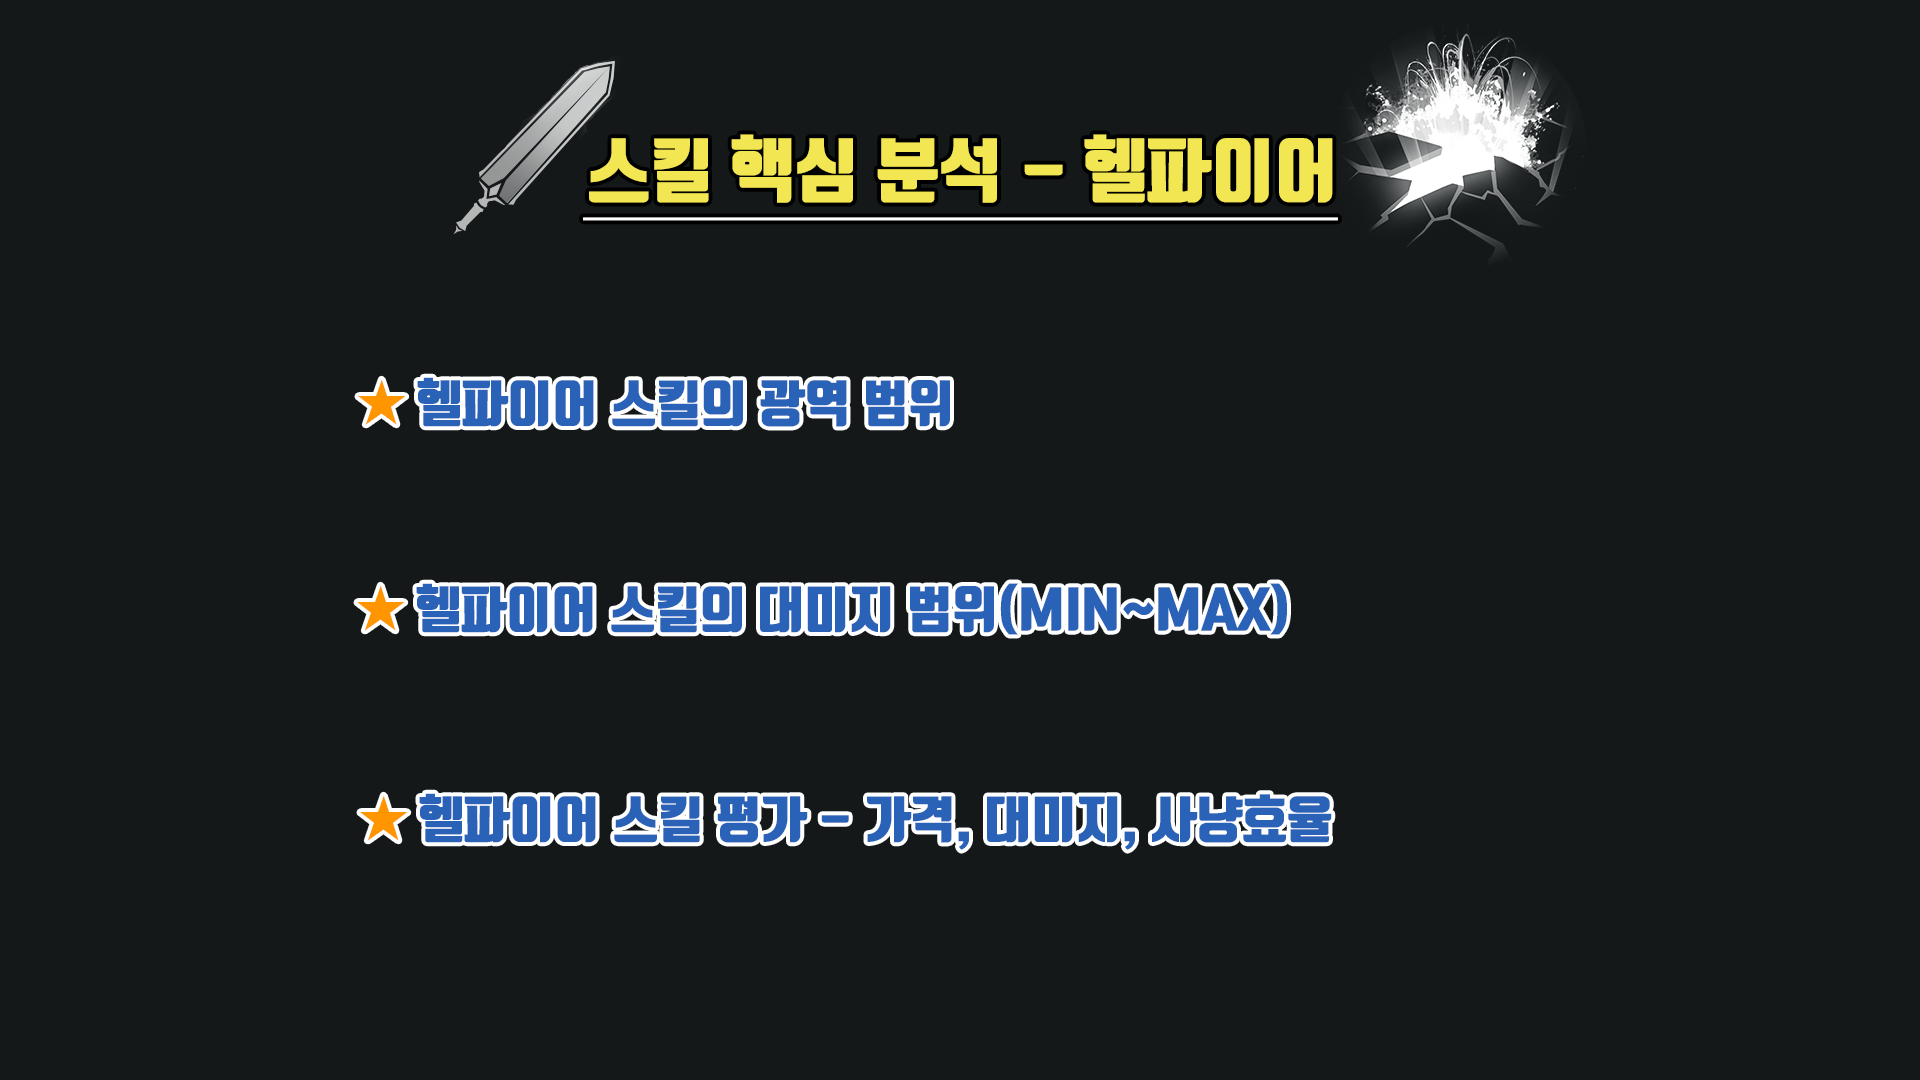 스킬 핵심 분석 - 헬파이어
★ 헬파이어 스킬의 광역 범위
★ 헬파이어 스킬의 대미지 범위(MIN~MAX)
★ 헬파이어 스킬 평가 - 가격, 대미지, 사냥효율